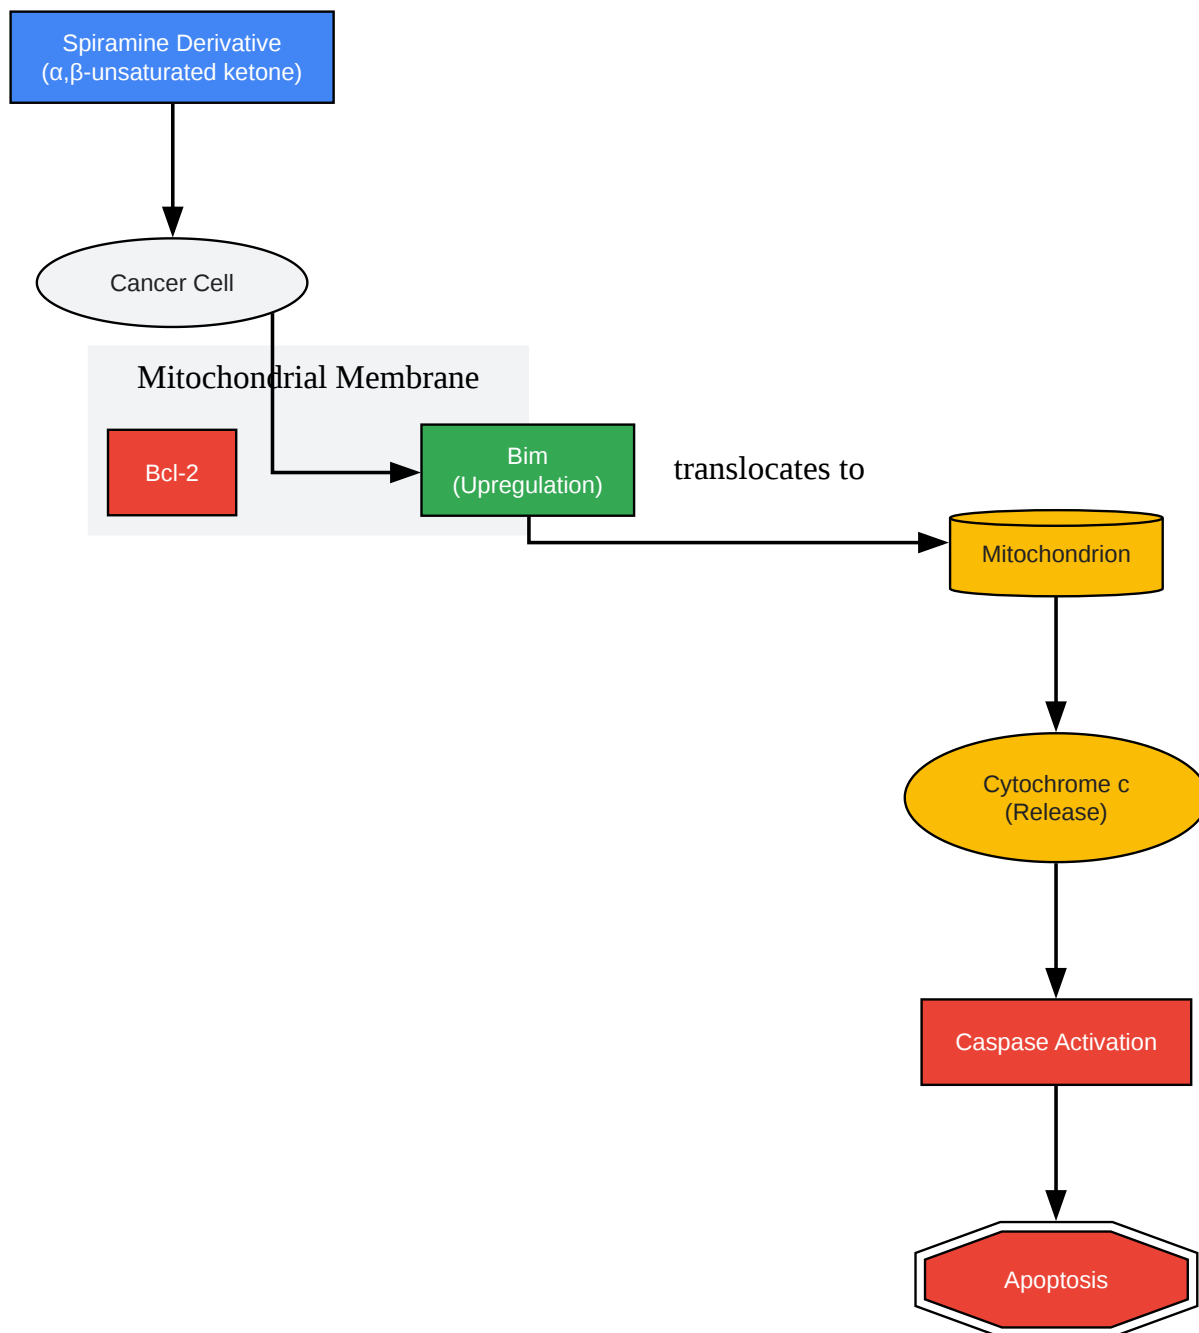 Spiramine Derivative
(α,β-unsaturated ketone)
Cancer Cell
Mitochondrial Membrane
Bcl-2
Bim
(Upregulation)
translocates to
Mitochondrion
Cytochrome c
(Release)
Caspase Activation
Apoptosis